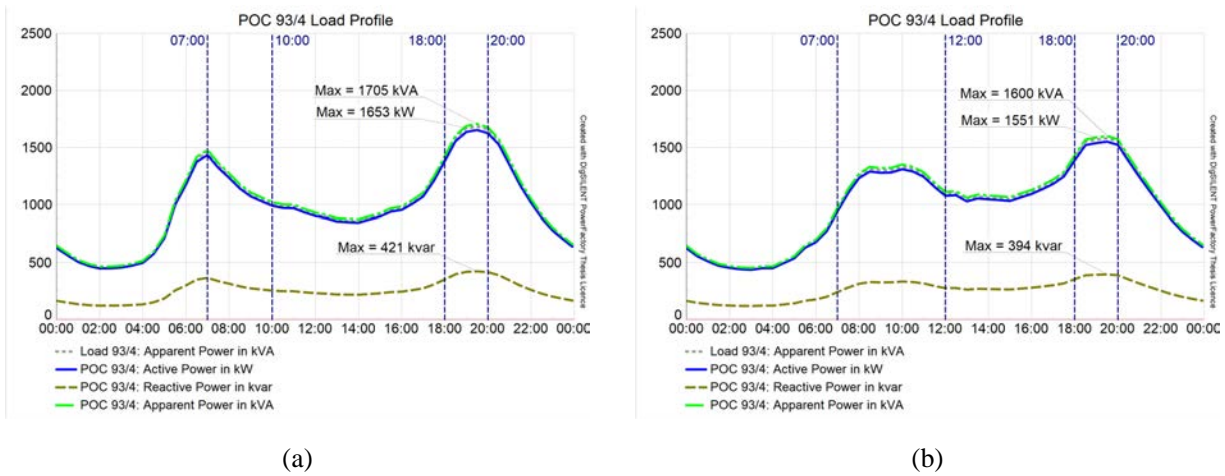 POC 93/4 Load Profile
2500
2000
1500
1000
500
0
07:00
10:00
18:00
20:00
Max = 1705 kVA
Max = 1653 kW
Max = 421 kvar
00:00 02:00 04:00 06:00 08:00 10:00 12:00 14:00 16:00 18:00 20:00 22:00 00:00
Created with DIgSILENT PowerFactory Thesis Licence
Load 93/4: Apparent Power in kVA
POC 93/4: Active Power in kW
POC 93/4: Reactive Power in kvar
POC 93/4: Apparent Power in kVA
(a)
POC 93/4 Load Profile
2500
2000
1500
1000
500
0
07:00
12:00
18:00
20:00
Max = 1600 kVA
Max = 1551 kW
Max = 394 kvar
00:00 02:00 04:00 06:00 08:00 10:00 12:00 14:00 16:00 18:00 20:00 22:00 00:00
Created with DIgSILENT PowerFactory Thesis Licence
Load 93/4: Apparent Power in kVA
POC 93/4: Active Power in kW
POC 93/4: Reactive Power in kvar
POC 93/4: Apparent Power in kVA
(b)